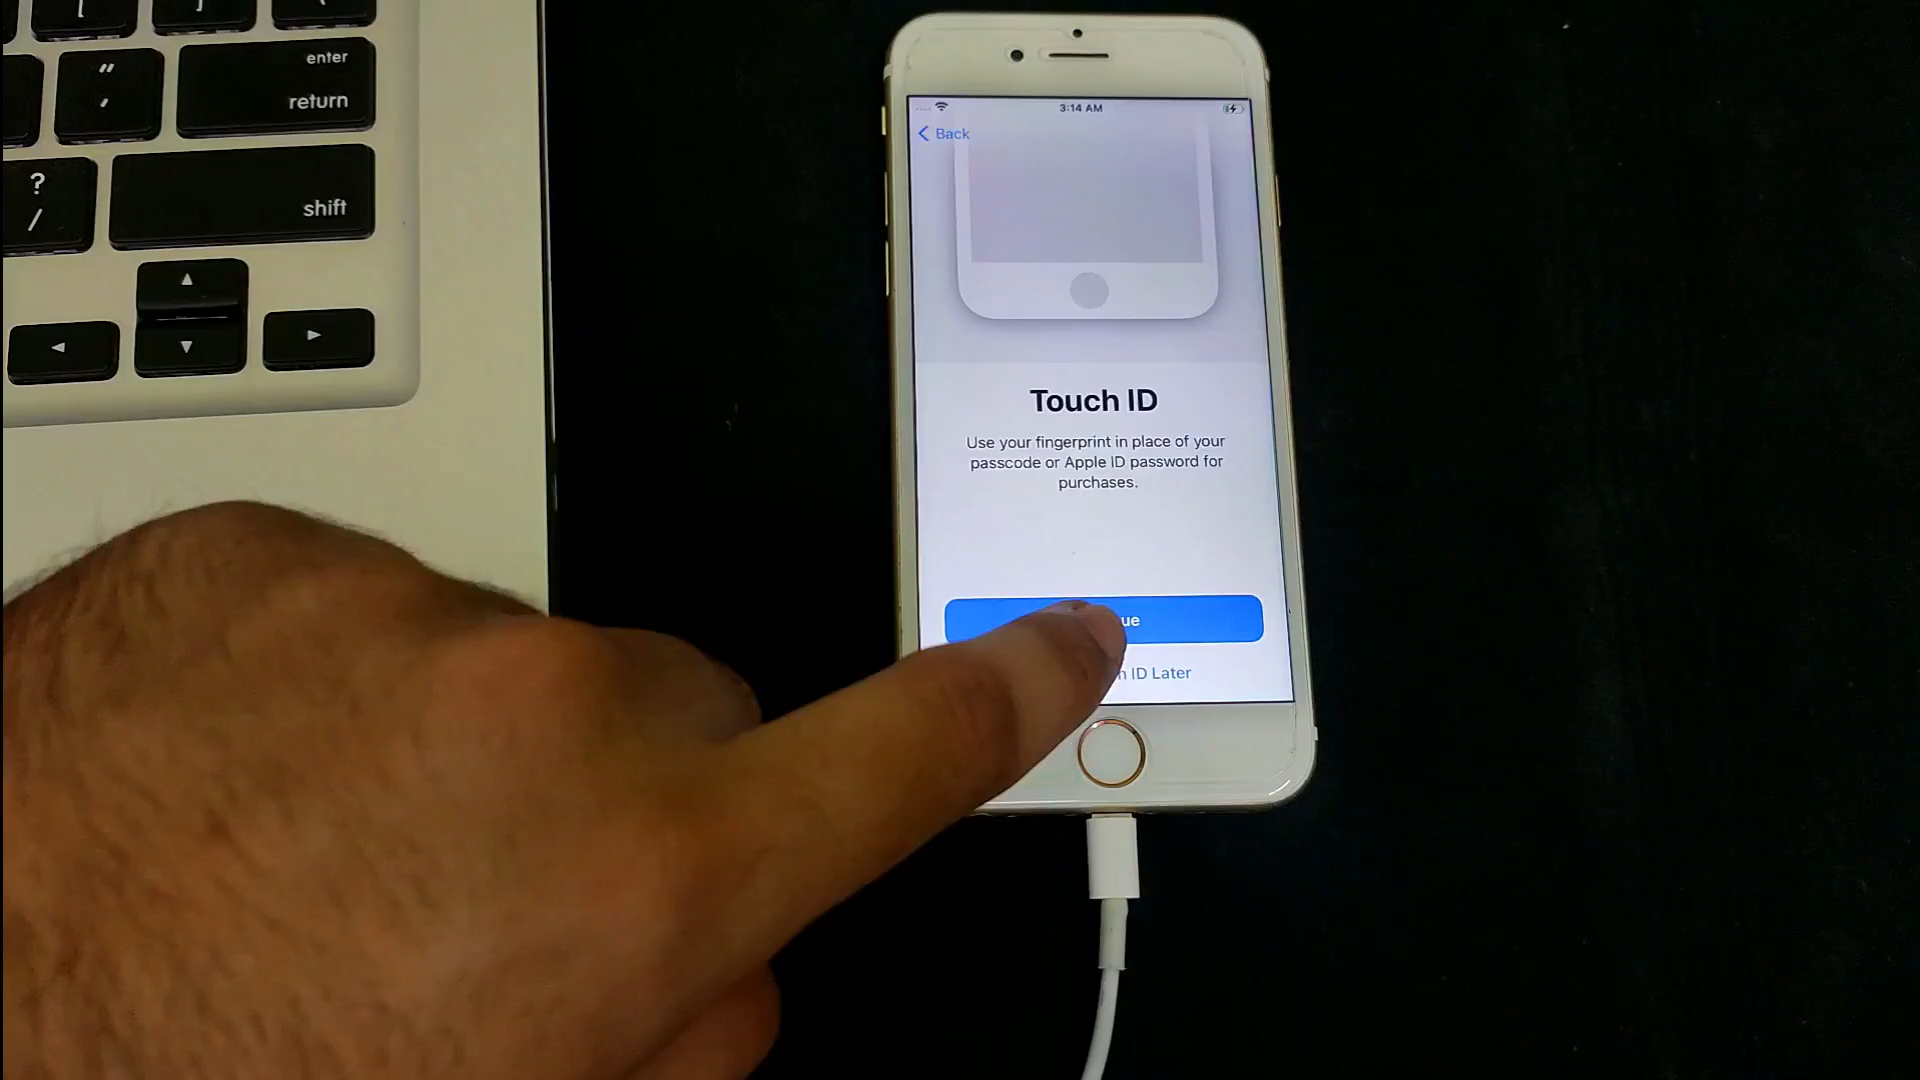 [ ] \
" '
enter
return
? /
shift
3:14 AM
Back
Touch ID
Use your fingerprint in place of your
passcode or Apple ID password for
purchases.
ID Later